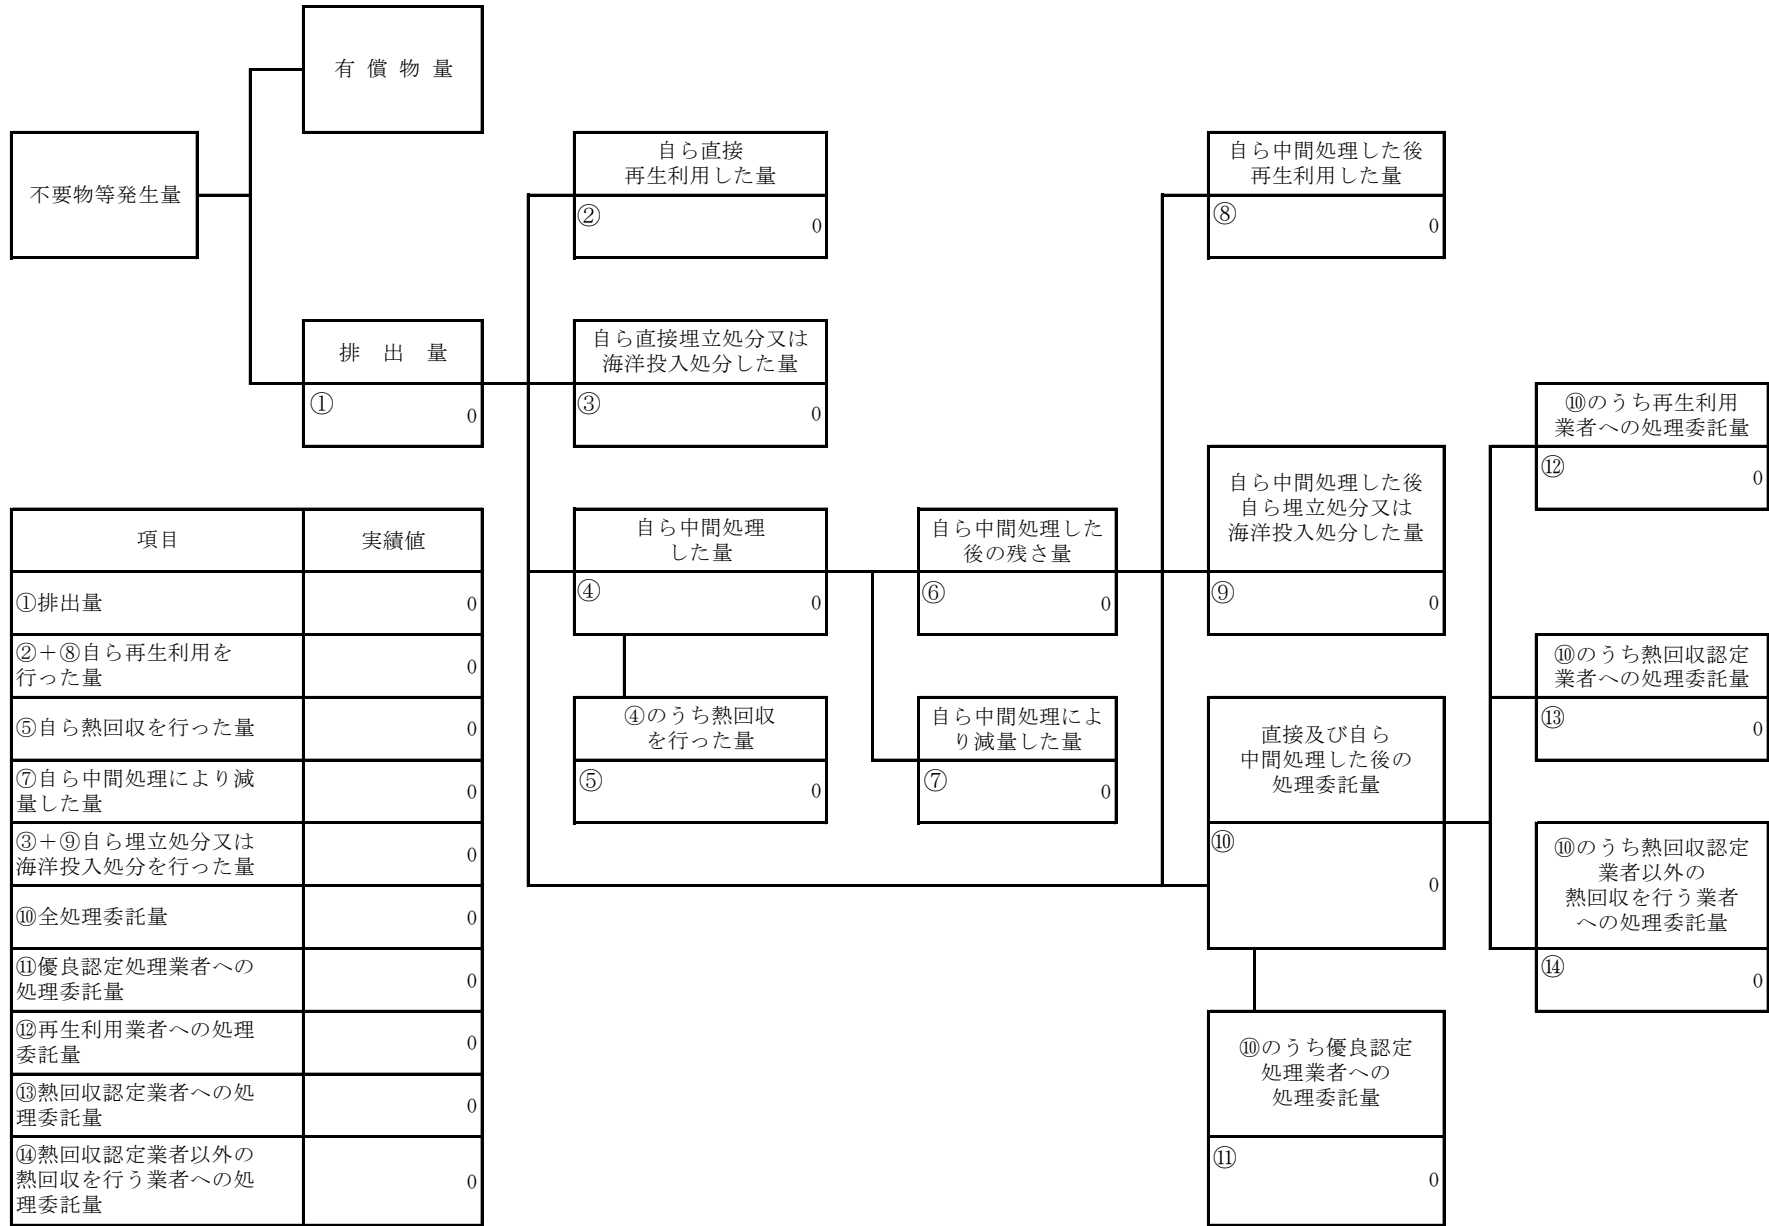 有 償 物 量
不要物等発生量
自ら直接
再生利用した量
②
0
自ら中間処理した後
再生利用した量
⑧
0
排 出 量
①
0
自ら直接埋立処分又は
海洋投入処分した量
③
0
⑩のうち再生利用
業者への処理委託量
⑫
0
自ら中間処理
した量
④
0
自ら中間処理した
後の残さ量
⑥
0
自ら中間処理した後
自ら埋立処分又は
海洋投入処分した量
⑨
0
⑩のうち熱回収認定
業者への処理委託量
⑬
0
④のうち熱回収
を行った量
⑤
0
自ら中間処理によ
り減量した量
⑦
0
直接及び自ら
中間処理した後の
処理委託量
⑩
0
⑩のうち熱回収認定
業者以外の
熱回収を行う業者
への処理委託量
⑭
0
⑩のうち優良認定
処理業者への
処理委託量
⑪
0
項目 実績値
①排出量 0
②+⑧自ら再生利用を
行った量 0
⑤自ら熱回収を行った量 0
⑦自ら中間処理により減
量した量 0
③+⑨自ら埋立処分又は
海洋投入処分を行った量 0
⑩全処理委託量 0
⑪優良認定処理業者への
処理委託量 0
⑫再生利用業者への処理
委託量 0
⑬熱回収認定業者への処
理委託量 0
⑭熱回収認定業者以外の
熱回収を行う業者への処
理委託量 0